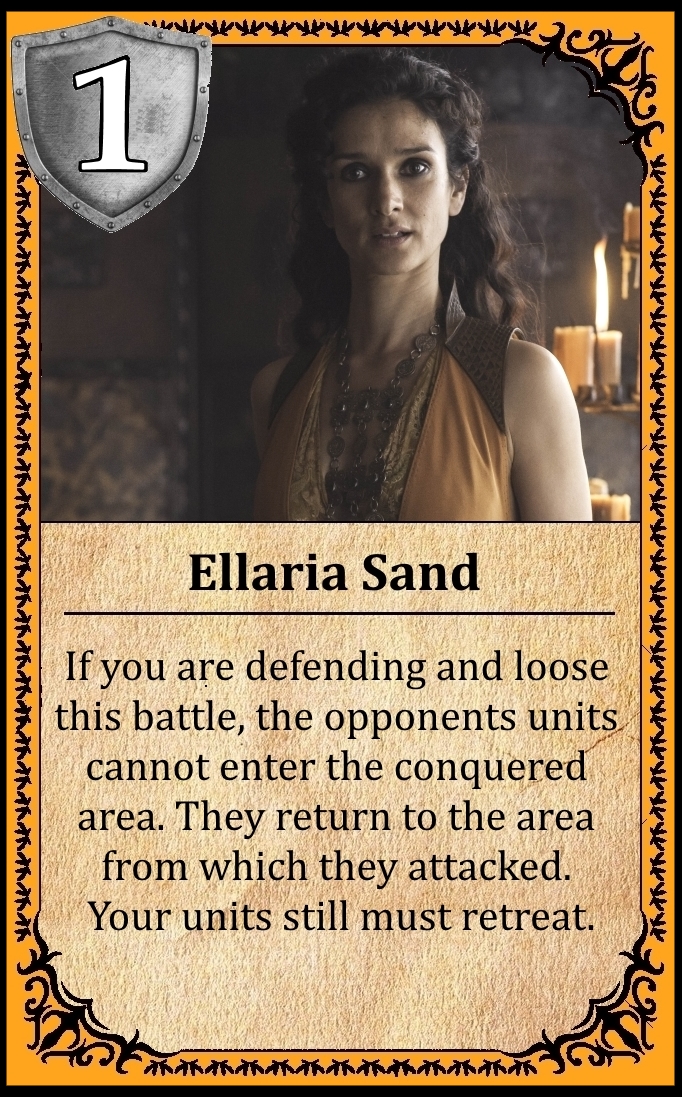 1
Ellaria Sand
If you are defending and loose
this battle, the opponents units
cannot enter the conquered
area. They return to the area
from which they attacked.
Your units still must retreat.